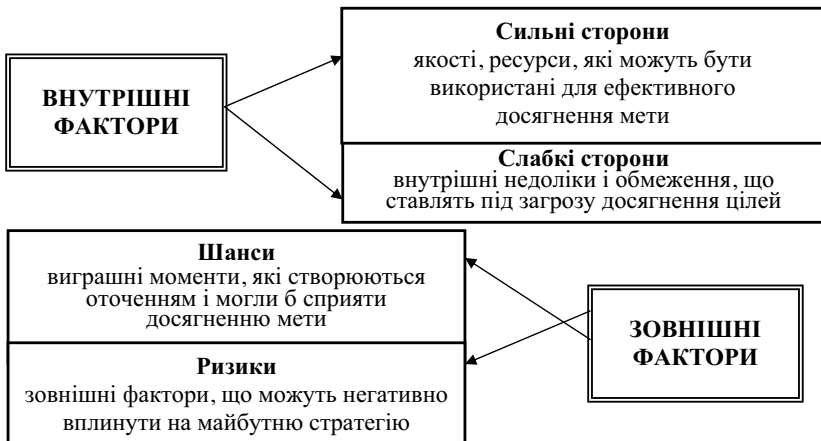 ВНУТРІШНІ
ФАКТОРИ
Сильні сторони
якості, ресурси, які можуть бути
використані для ефективного
досягнення мети
Слабкі сторони
внутрішні недоліки і обмеження, що
ставлять під загрозу досягнення цілей
Шанси
виграшні моменти, які створюються
оточенням і могли б сприяти
досягненню мети
Ризики
зовнішні фактори, що можуть негативно
вплинути на майбутню стратегію
ЗОВНІШНІ
ФАКТОРИ